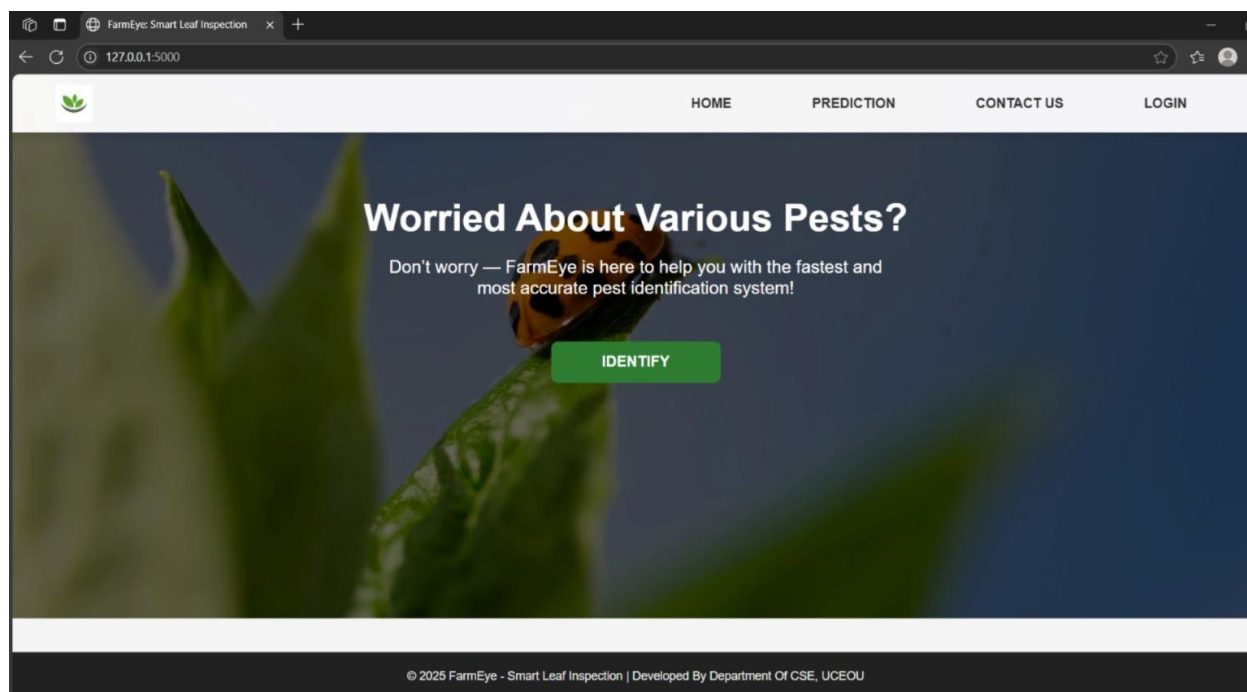 FarmEye: Smart Leaf Inspection
127.0.0.1:5000
HOME PREDICTION CONTACT US LOGIN
Worried About Various Pests?
Don't worry — FarmEye is here to help you with the fastest and
most accurate pest identification system!
IDENTIFY
© 2025 FarmEye - Smart Leaf Inspection | Developed By Department Of CSE, UCEOU